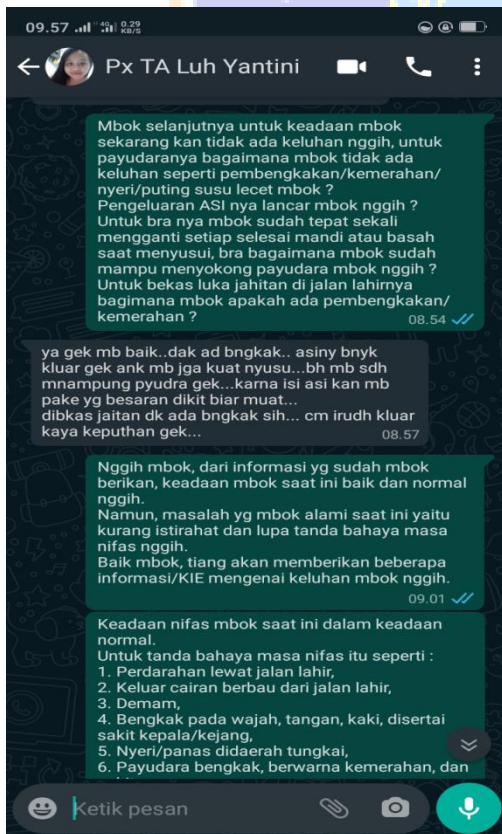 09.57 4G 0.29 KB/S
Px TA Luh Yantini
Mbok selanjutnya untuk keadaan mbok
sekarang kan tidak ada keluhan nggih, untuk
payudaranya bagaimana mbok tidak ada
keluhan seperti pembengkakan/kemerahan/
nyeri/puting susu lecet mbok ?
Pengeluaran ASI nya lancar mbok nggih ?
Untuk bra nya mbok sudah tepat sekali
mengganti setiap selesai mandi atau basah
saat menyusui, bra bagaimana mbok sudah
mampu menyokong payudara mbok nggih ?
Untuk bekas luka jahitan di jalan lahirnya
bagaimana mbok apakah ada pembengkakan/
kemerahan ?
08.54
ya gek mb baik..dak ad bngkak.. asiny bnyk
kluar gek ank mb jga kuat nyusu...bh mb sdh
mnampung pyudra gek...karna isi asi kan mb
pake yg besaran dikit biar muat...
dibkas jaitan dk ada bngkak sih... cm irudh kluar
kaya keputhan gek...
08.57
Nggih mbok, dari informasi yg sudah mbok
berikan, keadaan mbok saat ini baik dan normal
nggih.
Namun, masalah yg mbok alami saat ini yaitu
kurang istirahat dan lupa tanda bahaya masa
nifas nggih.
Baik mbok, tiang akan memberikan beberapa
informasi/KIE mengenai keluhan mbok nggih.
09.01
Keadaan nifas mbok saat ini dalam keadaan
normal.
Untuk tanda bahaya masa nifas itu seperti :
1. Perdarahan lewat jalan lahir,
2. Keluar cairan berbau dari jalan lahir,
3. Demam,
4. Bengkak pada wajah, tangan, kaki, disertai
sakit kepala/kejang,
5. Nyeri/panas didaerah tungkai,
6. Payudara bengkak, berwarna kemerahan, dan
Ketik pesan